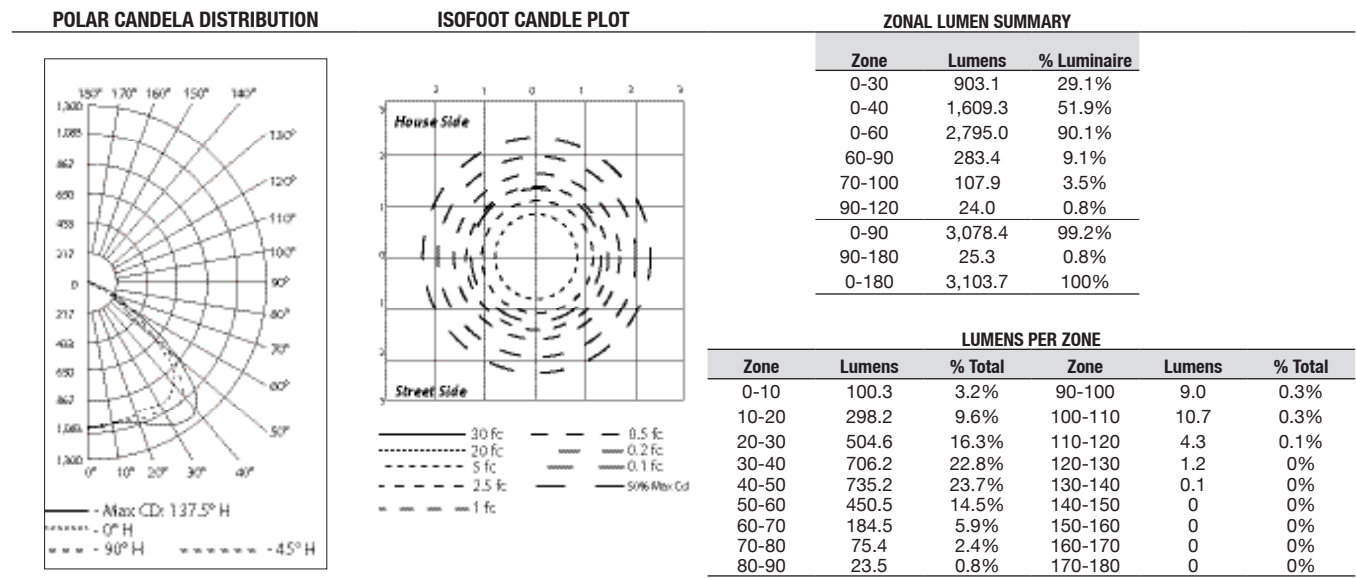 POLAR CANDELA DISTRIBUTION
180° 170° 160° 150° 140°
130°
120°
110°
100°
90°
80°
70°
60°
50°
0° 10° 20° 30° 40°
1,300
867
650
217
0
217
650
867
1,300
- Max CD: 137.5° H
- 0° H
- 90° H - 45° H
ISOFOOT CANDLE PLOT
2 1 0 1 2 3
House Side
2
1
0
1
2
3
Street Side
30 fc
20 fc
5 fc
2.5 fc
1 fc
0.5 fc
0.2 fc
0.1 fc
50% Max Cd
ZONAL LUMEN SUMMARY
Zone Lumens % Luminaire
0-30 903.1 29.1%
0-40 1,609.3 51.9%
0-60 2,795.0 90.1%
60-90 283.4 9.1%
70-100 107.9 3.5%
90-120 24.0 0.8%
0-90 3,078.4 99.2%
90-180 25.3 0.8%
0-180 3,103.7 100%
LUMENS PER ZONE
Zone Lumens % Total Zone Lumens % Total
0-10 100.3 3.2% 90-100 9.0 0.3%
10-20 298.2 9.6% 100-110 10.7 0.3%
20-30 504.6 16.3% 110-120 4.3 0.1%
30-40 706.2 22.8% 120-130 1.2 0%
40-50 735.2 23.7% 130-140 0.1 0%
50-60 450.5 14.5% 140-150 0 0%
60-70 184.5 5.9% 150-160 0 0%
70-80 75.4 2.4% 160-170 0 0%
80-90 23.5 0.8% 170-180 0 0%